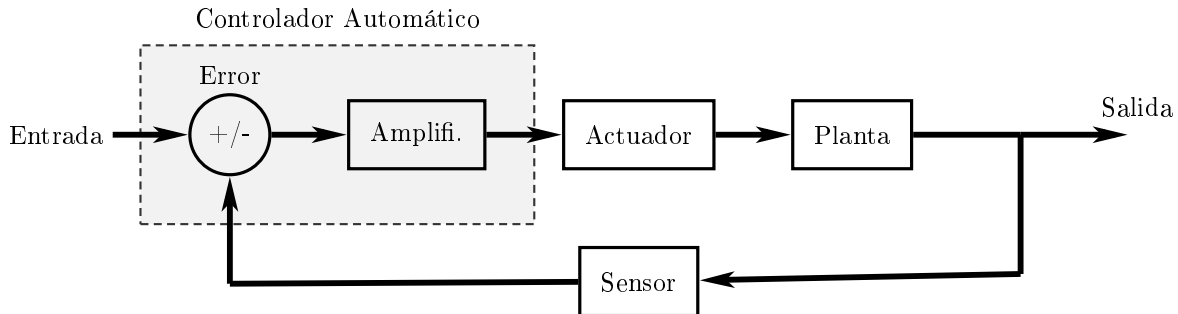 Controlador Automático
Error
Entrada
+/-
Amplifi.
Actuador
Planta
Salida
Sensor